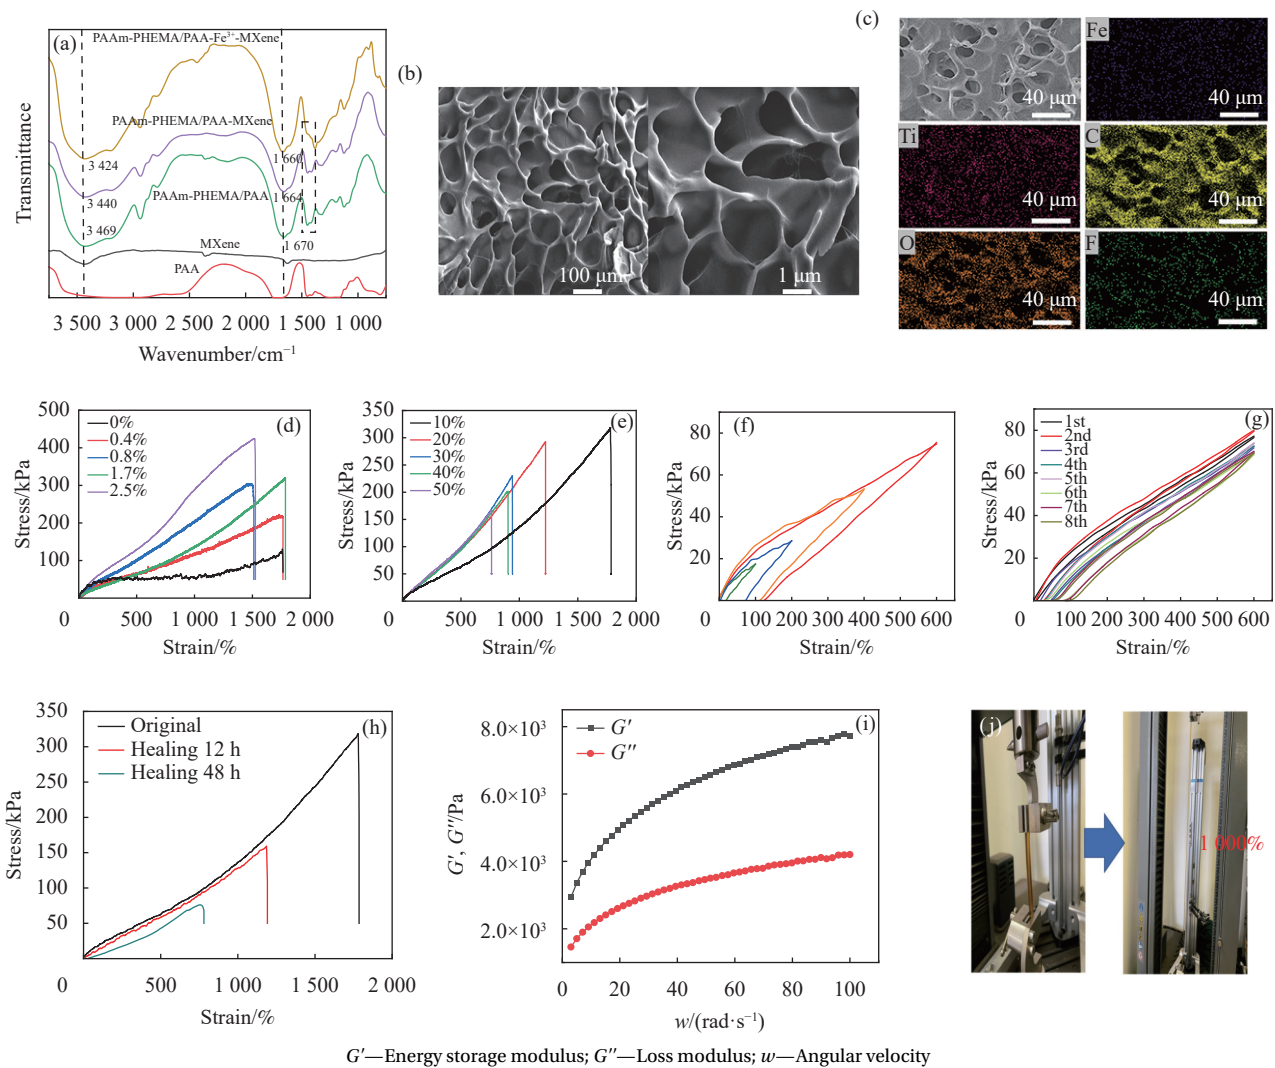 (a)
PAAm-PHEMA/PAA-Fe³⁺-MXene
PAAm-PHEMA/PAA-MXene
3 424
1 660
3 440
PAAm-PHEMA/PAA
1 664
3 469
MXene
1 670
PAA
Transmittance
3 500 3 000 2 500 2 000 1 500 1 000
Wavenumber/cm⁻¹
(b)
100 μm
1 μm
(c)
40 μm
Fe
40 μm
Ti
40 μm
C
40 μm
O
40 μm
F
40 μm
(d)
0%
0.4%
0.8%
1.7%
2.5%
500
400
300
200
100
Stress/kPa
0 500 1 000 1 500 2 000
Strain/%
(e)
10%
20%
30%
40%
50%
350
300
250
200
150
100
50
Stress/kPa
0 500 1 000 1 500 2 000
Strain/%
(f)
80
60
40
20
Stress/kPa
0 100 200 300 400 500 600
Strain/%
(g)
1st
2nd
3rd
4th
5th
6th
7th
8th
80
60
40
20
Stress/kPa
0 100 200 300 400 500 600
Strain/%
(h)
Original
Healing 12 h
Healing 48 h
350
300
250
200
150
100
50
Stress/kPa
0 500 1 000 1 500 2 000
Strain/%
(i)
G′
G″
8.0×10³
6.0×10³
4.0×10³
2.0×10³
G′, G″/Pa
0 20 40 60 80 100
w/(rad·s⁻¹)
(j)
1 000%
G′—Energy storage modulus; G″—Loss modulus; w—Angular velocity